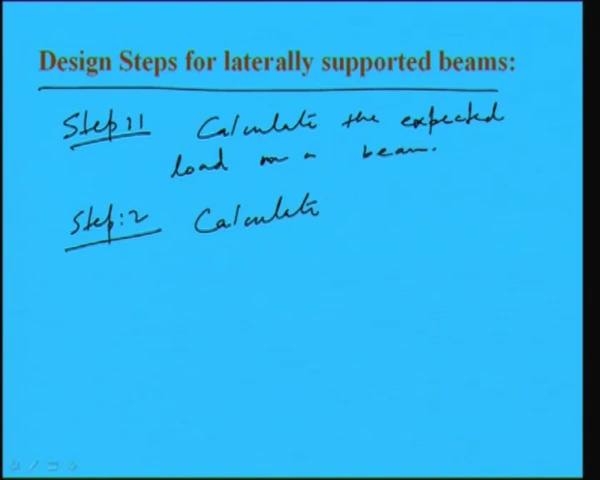 Design Steps for laterally supported beams:
Step:1 Calculate the expected
load on a beam.
Step:2 Calculate